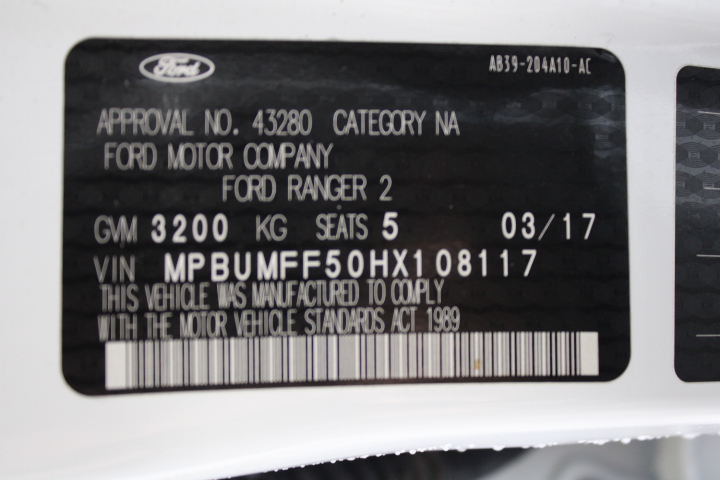 Ford
AB39-204A10-AC
APPROVAL NO. 43280 CATEGORY NA
FORD MOTOR COMPANY
FORD RANGER 2
GVM 3200 KG SEATS 5 03/17
VIN MPBUMFF50HX108117
THIS VEHICLE WAS MANUFACTURED TO COMPLY
WITH THE MOTOR VEHICLE STANDARDS ACT 1989